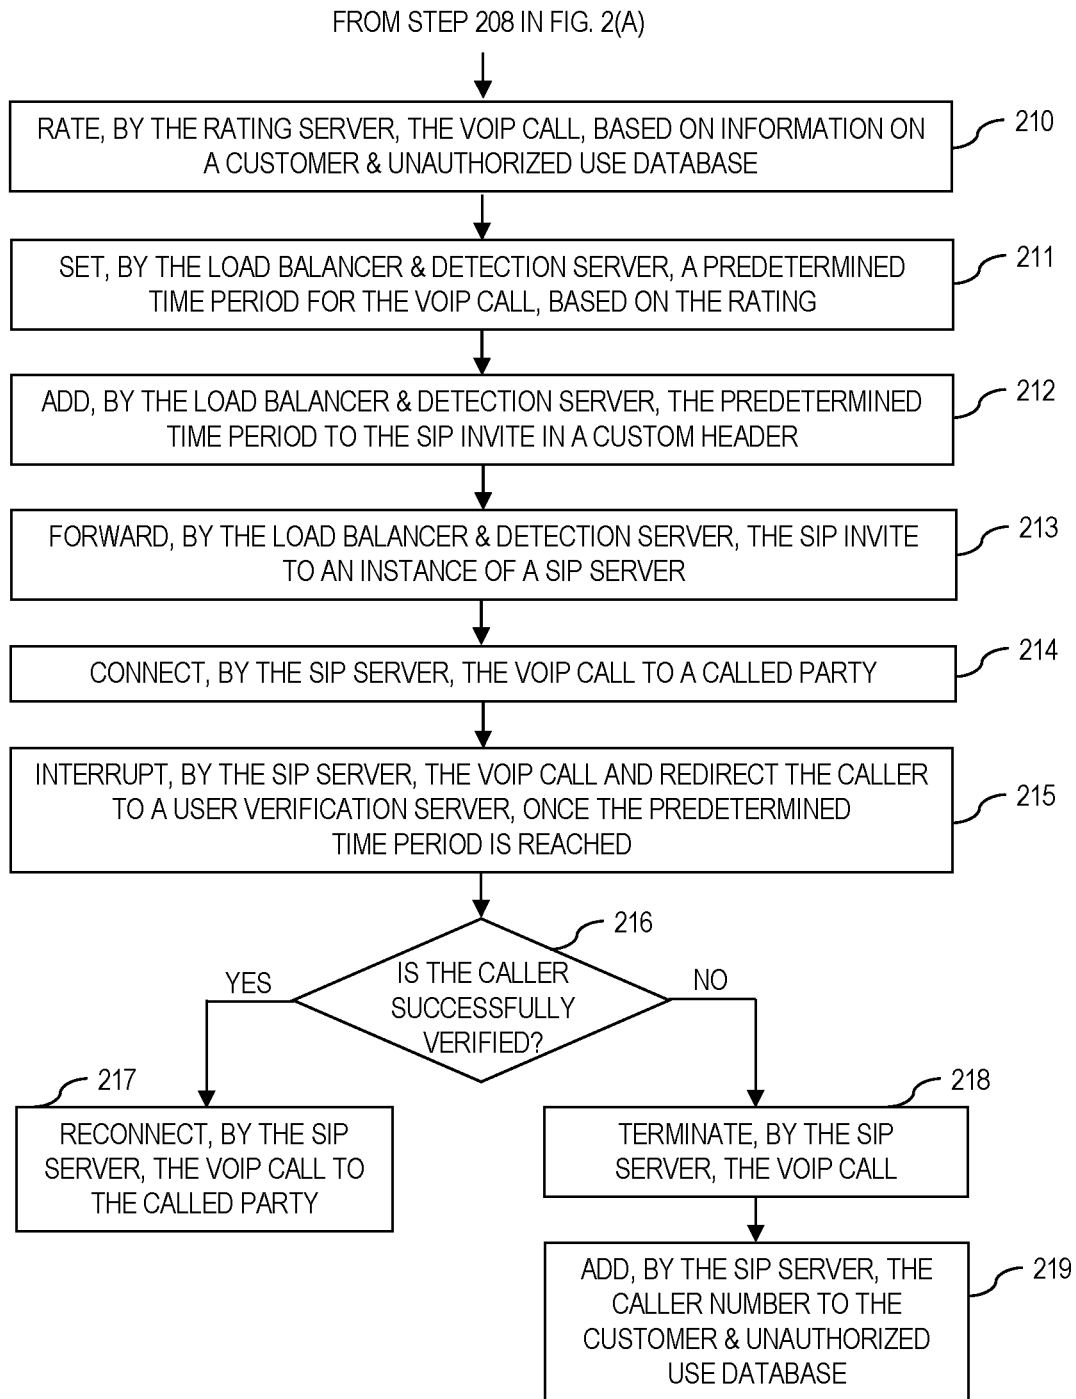 FROM STEP 208 IN FIG. 2(A)
RATE, BY THE RATING SERVER, THE VOIP CALL, BASED ON INFORMATION ON
A CUSTOMER & UNAUTHORIZED USE DATABASE
210
SET, BY THE LOAD BALANCER & DETECTION SERVER, A PREDETERMINED
TIME PERIOD FOR THE VOIP CALL, BASED ON THE RATING
211
ADD, BY THE LOAD BALANCER & DETECTION SERVER, THE PREDETERMINED
TIME PERIOD TO THE SIP INVITE IN A CUSTOM HEADER
212
FORWARD, BY THE LOAD BALANCER & DETECTION SERVER, THE SIP INVITE
TO AN INSTANCE OF A SIP SERVER
213
CONNECT, BY THE SIP SERVER, THE VOIP CALL TO A CALLED PARTY
214
INTERRUPT, BY THE SIP SERVER, THE VOIP CALL AND REDIRECT THE CALLER
TO A USER VERIFICATION SERVER, ONCE THE PREDETERMINED
TIME PERIOD IS REACHED
215
216
IS THE CALLER
SUCCESSFULLY
VERIFIED?
YES
NO
217
RECONNECT, BY THE SIP
SERVER, THE VOIP CALL TO
THE CALLED PARTY
218
TERMINATE, BY THE SIP
SERVER, THE VOIP CALL
219
ADD, BY THE SIP SERVER, THE
CALLER NUMBER TO THE
CUSTOMER & UNAUTHORIZED
USE DATABASE